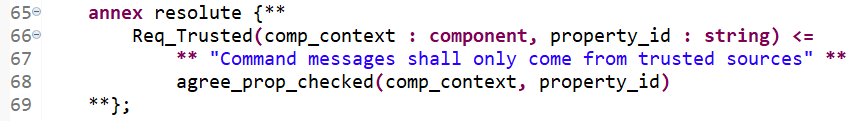 65 annex resolute {**
66 Req_Trusted(comp_context : component, property_id : string) <=
67 ** "Command messages shall only come from trusted sources" **
68 agree_prop_checked(comp_context, property_id)
69 **};